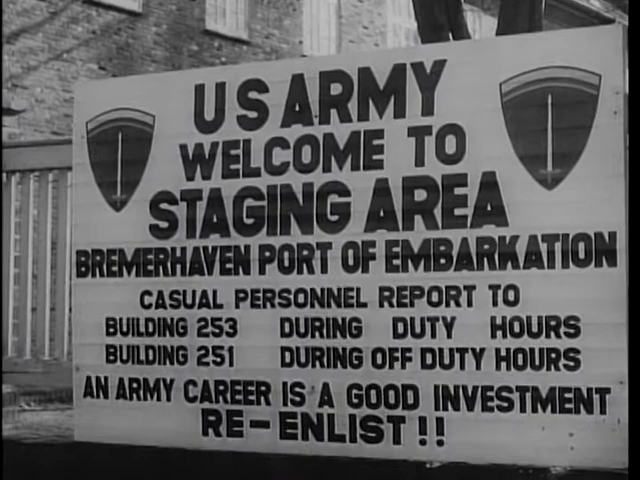 US ARMY
WELCOME TO
STAGING AREA
BREMERHAVEN PORT OF EMBARKATION
CASUAL PERSONNEL REPORT TO
BUILDING 253 DURING DUTY HOURS
BUILDING 251 DURING OFF DUTY HOURS
AN ARMY CAREER IS A GOOD INVESTMENT
RE-ENLIST!!